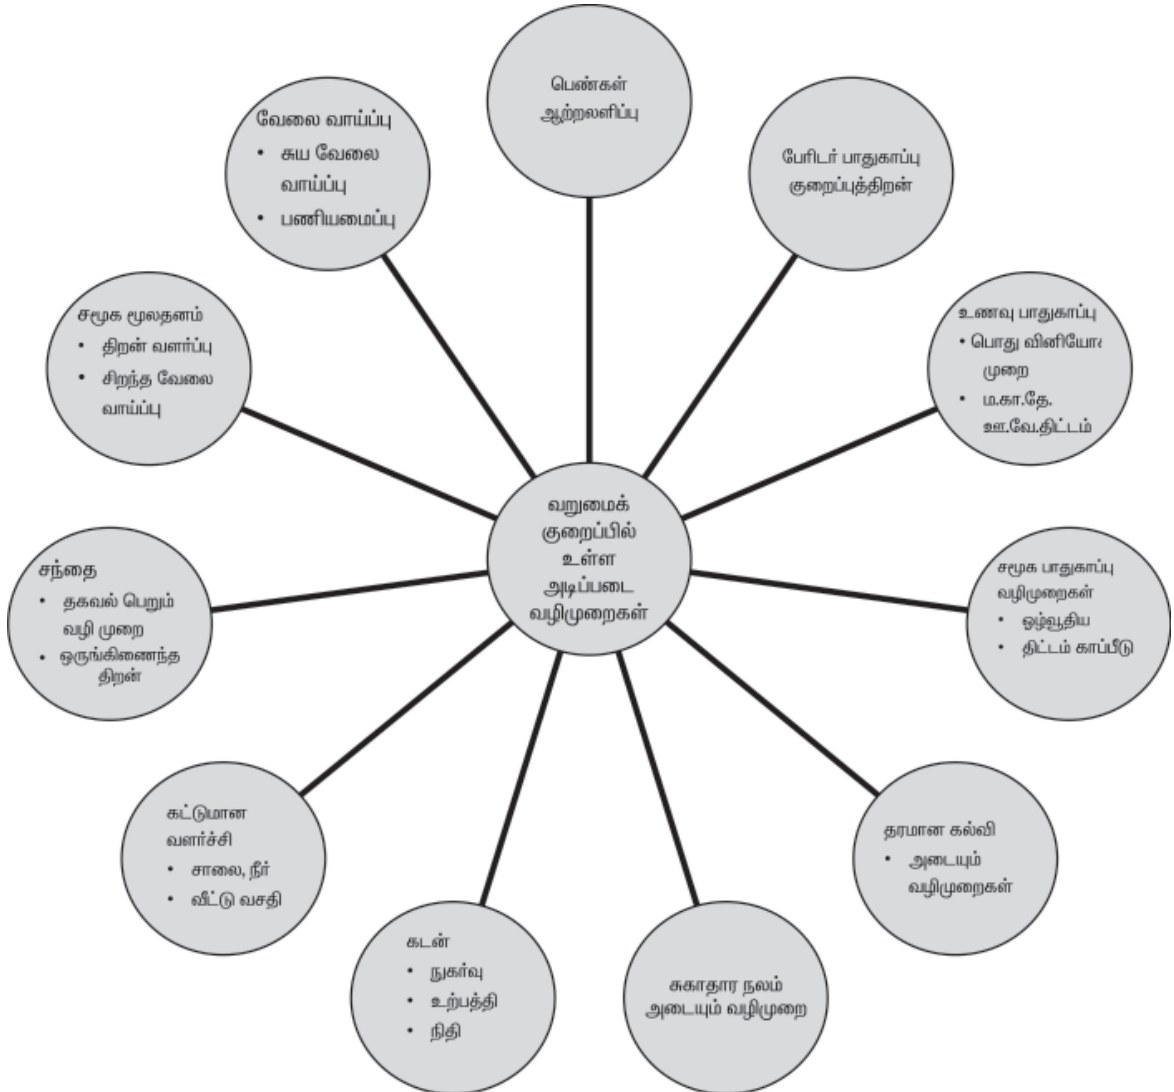 பெண்கள்
ஆற்றலளிப்பு
பேரிடர் பாதுகாப்பு
குறைப்புத்திறன்
உணவு பாதுகாப்பு
• பொது வினியோ
முறை
• ம.கா.தே.
ஊ.வே.திட்டம்
சமூக பாதுகாப்பு
வழிமுறைகள்
• ஓழ்வூதிய
• திட்டம் காப்பீடு
தரமான கல்வி
• அடையும்
வழிமுறைகள்
சுகாதார நலம்
அடையும் வழிமுறை
கடன்
• நுகர்வு
• உற்பத்தி
• நிதி
கட்டுமான
வளர்ச்சி
• சாலை, நீர்
• வீட்டு வசதி
சந்தை
• தகவல் பெறும்
வழி முறை
• ஒருங்கிணைந்த
திறன்
சமூக மூலதனம்
• திறன் வளர்ப்பு
• சிறந்த வேலை
வாய்ப்பு
வேலை வாய்ப்பு
• சுய வேலை
வாய்ப்பு
• பணியமைப்பு
வறுமைக்
குறைப்பில்
உள்ள
அடிப்படை
வழிமுறைகள்